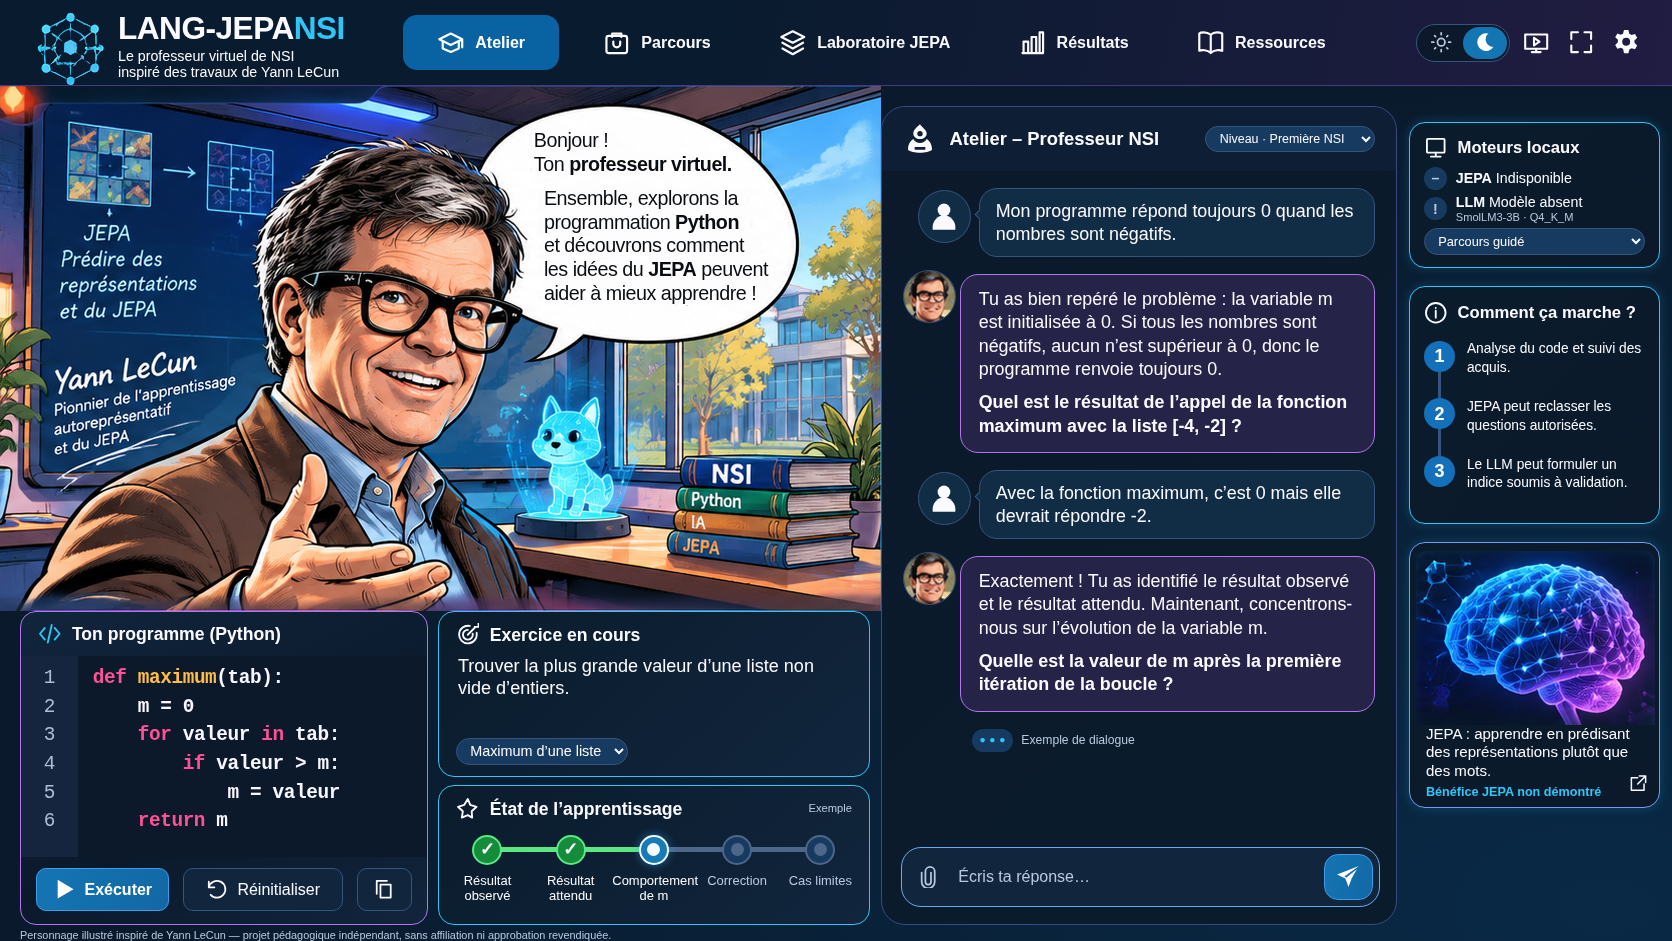 LANG-JEPANSI
Le professeur virtuel de NSI
inspiré des travaux de Yann LeCun
Atelier
Parcours
Laboratoire JEPA
Résultats
Ressources
JEPA
Prédire des
représentations
et du JEPA
Yann LeCun
Pionnier de l'apprentissage
autoreprésentatif
et du JEPA
Bonjour !
Ton professeur virtuel.
Ensemble, explorons la
programmation Python
et découvrons comment
les idées du JEPA peuvent
aider à mieux apprendre !
NSI
Python
IA
JEPA
Ton programme (Python)
1 def maximum(tab):
2 m = 0
3 for valeur in tab:
4 if valeur > m:
5 m = valeur
6 return m
Exécuter
Réinitialiser
Exercice en cours
Trouver la plus grande valeur d’une liste non
vide d’entiers.
Maximum d’une liste
État de l’apprentissage
Exemple
Résultat
observé
Résultat
attendu
Comportement
de m
Correction
Cas limites
Personnage illustré inspiré de Yann LeCun — projet pédagogique indépendant, sans affiliation ni approbation revendiquée.
Atelier – Professeur NSI
Niveau · Première NSI
Mon programme répond toujours 0 quand les
nombres sont négatifs.
Tu as bien repéré le problème : la variable m
est initialisée à 0. Si tous les nombres sont
négatifs, aucun n’est supérieur à 0, donc le
programme renvoie toujours 0.
Quel est le résultat de l’appel de la fonction
maximum avec la liste [-4, -2] ?
Avec la fonction maximum, c’est 0 mais elle
devrait répondre -2.
Exactement ! Tu as identifié le résultat observé
et le résultat attendu. Maintenant, concentrons-
nous sur l’évolution de la variable m.
Quelle est la valeur de m après la première
itération de la boucle ?
Exemple de dialogue
Écris ta réponse…
Moteurs locaux
JEPA Indisponible
LLM Modèle absent
SmolLM3-3B · Q4_K_M
Parcours guidé
Comment ça marche ?
1 Analyse du code et suivi des
acquis.
2 JEPA peut reclasser les
questions autorisées.
3 Le LLM peut formuler un
indice soumis à validation.
JEPA : apprendre en prédisant
des représentations plutôt que
des mots.
Bénéfice JEPA non démontré